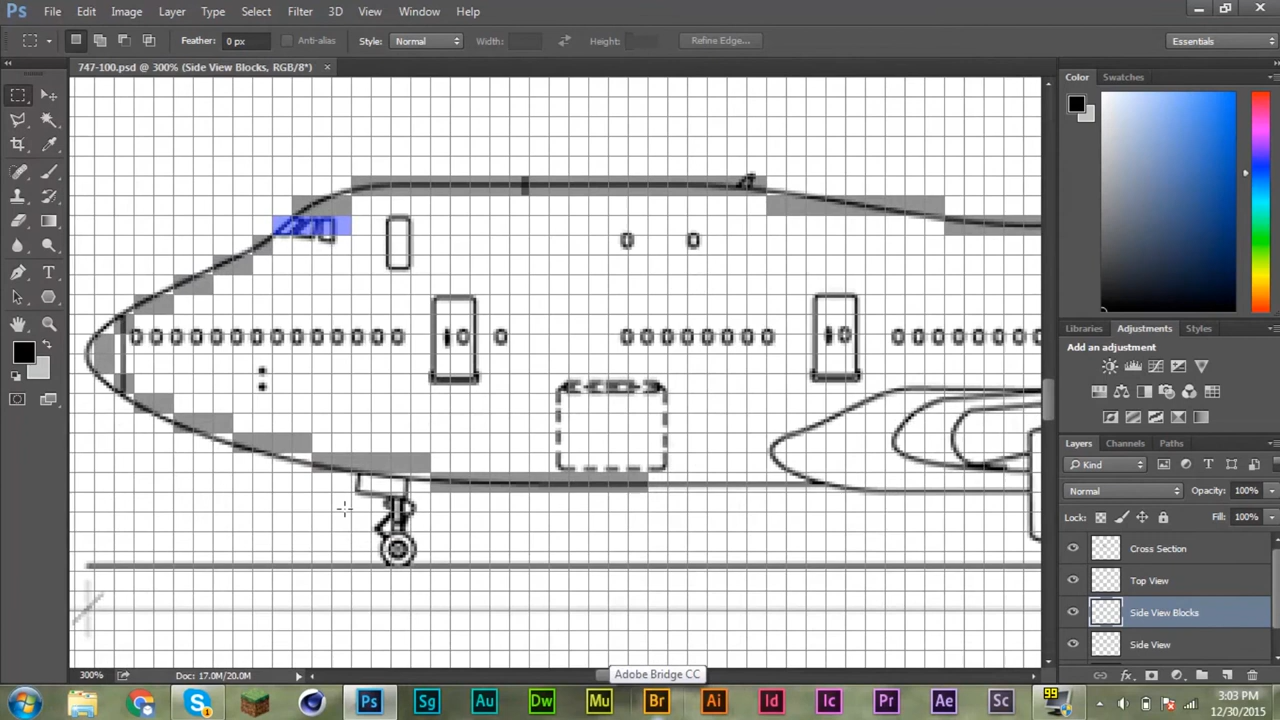 Ps File Edit Image Layer Type Select Filter 3D View Window Help
Feather: 0 px Anti-alias Style: Normal Width: Height: Refine Edge... Essentials
747-100.psd @ 300% (Side View Blocks, RGB/8*) ×
Color Swatches
Libraries Adjustments Styles
Add an adjustment
Layers Channels Paths
Kind
Normal Opacity: 100%
Lock: Fill: 100%
Cross Section
Top View
Side View Blocks
Side View
300% Doc: 17.0M/20.0M
Adobe Bridge CC
S 1 Ps Sg Au Dw Mu Br Ai Id Ic Pr Ae Sc 99
3:03 PM
12/30/2015